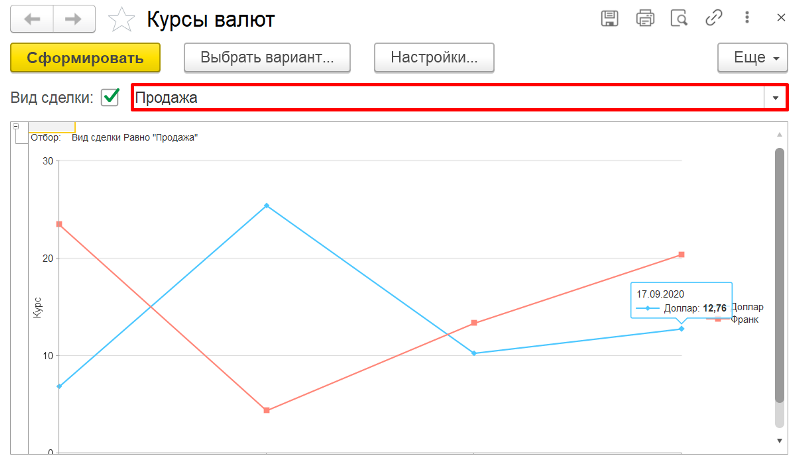 Курсы валют
Сформировать
Выбрать вариант...
Настройки...
Еще
Вид сделки:
Продажа
Отбор: Вид сделки Равно "Продажа"
30
20
10
0
Курс
17.09.2020
Доллар: 12,76
Доллар
Франк